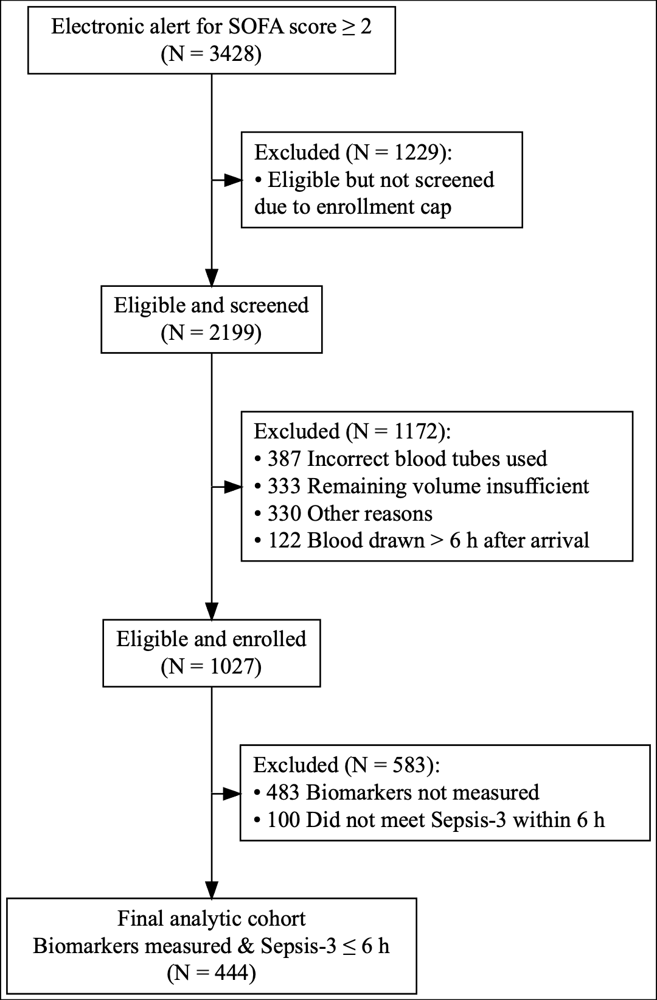 Electronic alert for SOFA score ≥ 2
(N = 3428)
Excluded (N = 1229):
• Eligible but not screened
due to enrollment cap
Eligible and screened
(N = 2199)
Excluded (N = 1172):
• 387 Incorrect blood tubes used
• 333 Remaining volume insufficient
• 330 Other reasons
• 122 Blood drawn > 6 h after arrival
Eligible and enrolled
(N = 1027)
Excluded (N = 583):
• 483 Biomarkers not measured
• 100 Did not meet Sepsis-3 within 6 h
Final analytic cohort
Biomarkers measured & Sepsis-3 ≤ 6 h
(N = 444)